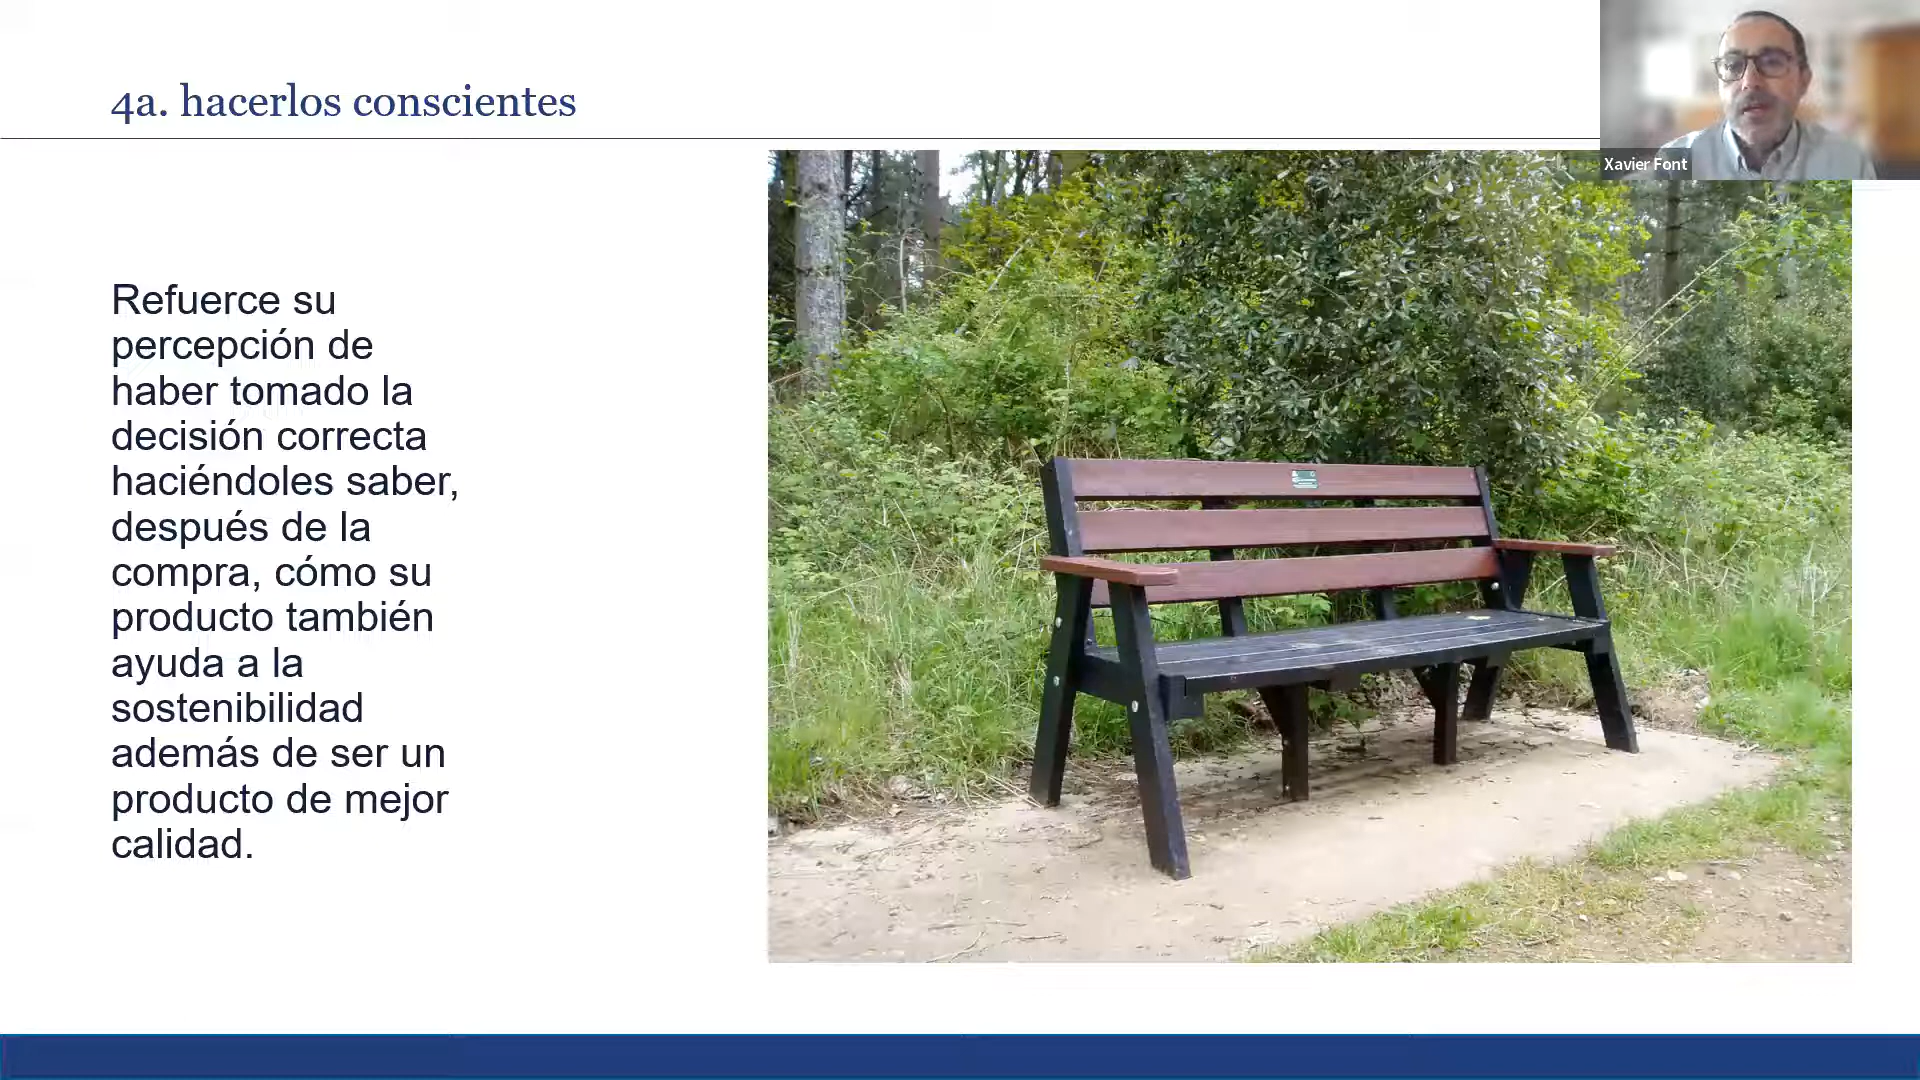 4a. hacerlos conscientes
Xavier Font
Refuerce su
percepción de
haber tomado la
decisión correcta
haciéndoles saber,
después de la
compra, cómo su
producto también
ayuda a la
sostenibilidad
además de ser un
producto de mejor
calidad.